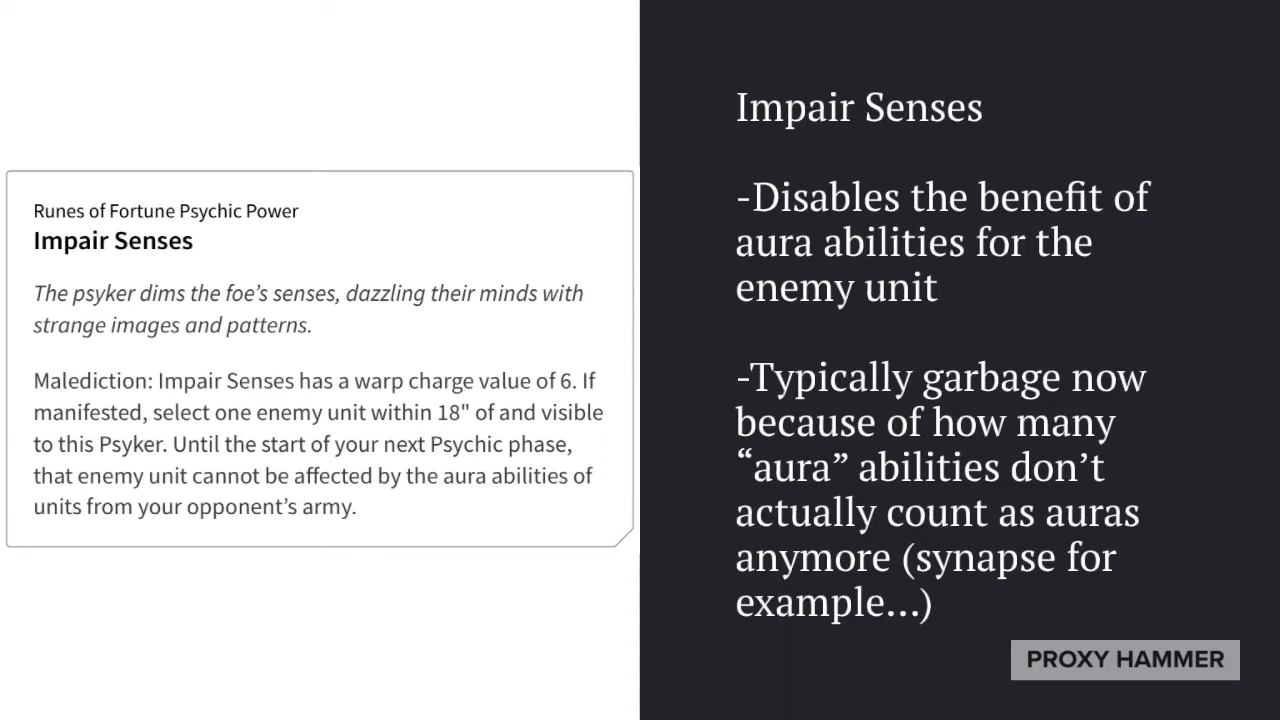 Runes of Fortune Psychic Power
Impair Senses
The psyker dims the foe's senses, dazzling their minds with
strange images and patterns.
Malediction: Impair Senses has a warp charge value of 6. If
manifested, select one enemy unit within 18" of and visible
to this Psyker. Until the start of your next Psychic phase,
that enemy unit cannot be affected by the aura abilities of
units from your opponent's army.
Impair Senses
-Disables the benefit of
aura abilities for the
enemy unit
-Typically garbage now
because of how many
“aura” abilities don’t
actually count as auras
anymore (synapse for
example...)
PROXY HAMMER